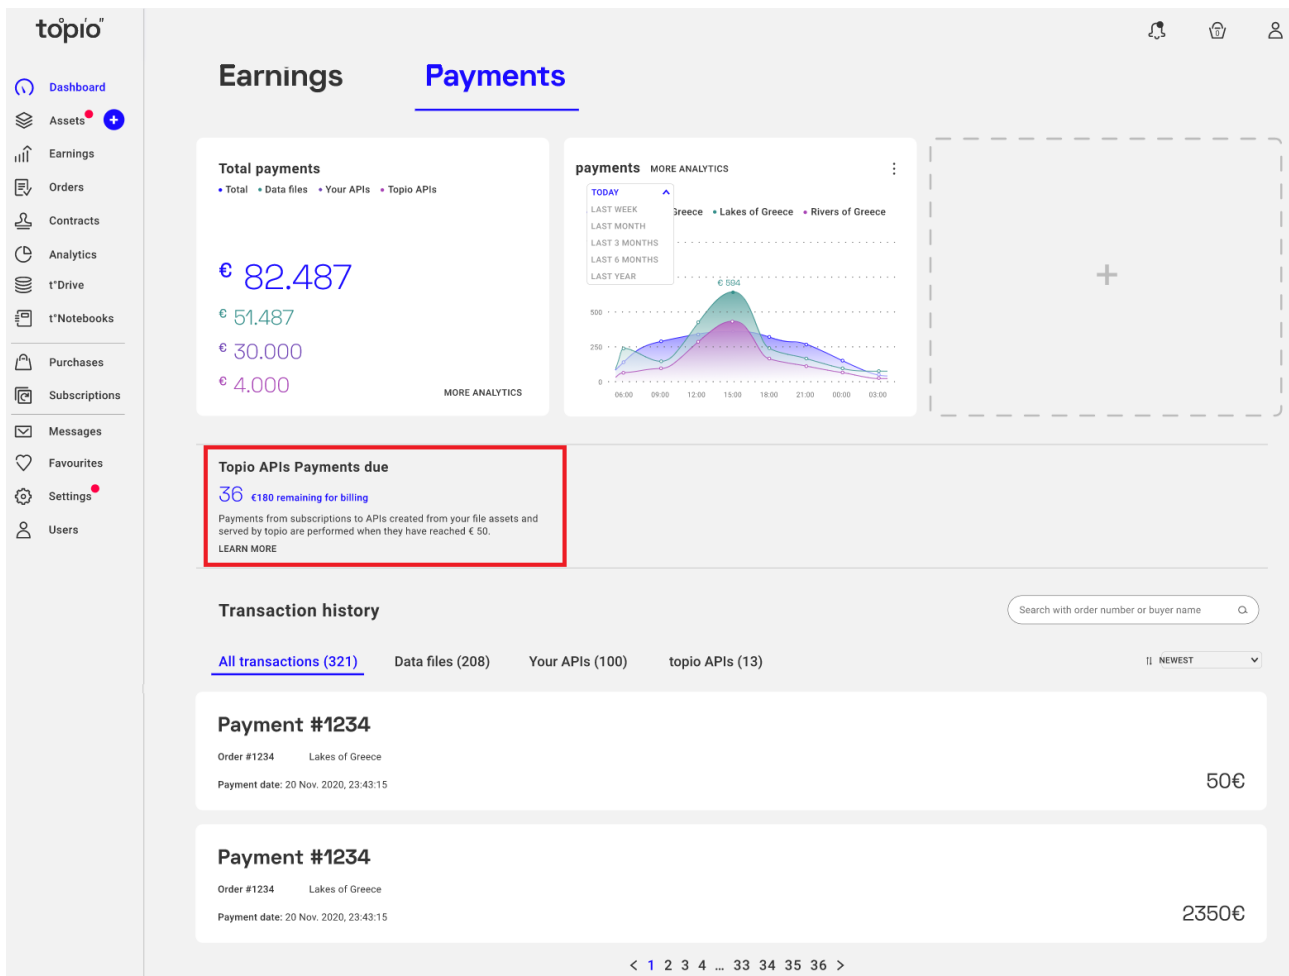 topio
Dashboard
Assets
Earnings
Orders
Contracts
Analytics
t°Drive
t°Notebooks
Purchases
Subscriptions
Messages
Favourites
Settings
Users
0
Earnings Payments
Total payments
• Total • Data files • Your APIs • Topio APIs
€ 82.487
€ 51.487
€ 30.000
€ 4.000
MORE ANALYTICS
payments MORE ANALYTICS
TODAY
LAST WEEK
LAST MONTH
LAST 3 MONTHS
LAST 6 MONTHS
LAST YEAR
Greece • Lakes of Greece • Rivers of Greece
€ 594
500
250
0
06:00 09:00 12:00 15:00 18:00 21:00 00:00 03:00
+
Topio APIs Payments due
36 €180 remaining for billing
Payments from subscriptions to APIs created from your file assets and
served by topio are performed when they have reached € 50.
LEARN MORE
Transaction history
Search with order number or buyer name
All transactions (321) Data files (208) Your APIs (100) topio APIs (13)
NEWEST
Payment #1234
Order #1234 Lakes of Greece
Payment date: 20 Nov. 2020, 23:43:15
50€
Payment #1234
Order #1234 Lakes of Greece
Payment date: 20 Nov. 2020, 23:43:15
2350€
< 1 2 3 4 ... 33 34 35 36 >